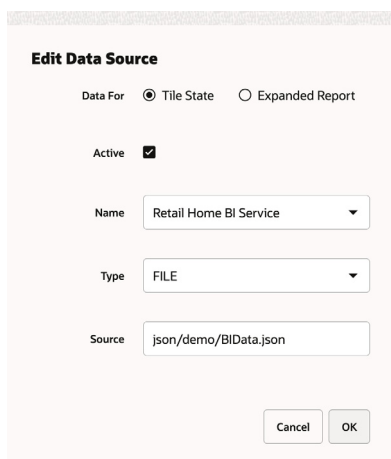 Edit Data Source
Data For Tile State Expanded Report
Active
Name Retail Home BI Service
Type FILE
Source json/demo/BIData.json
Cancel OK